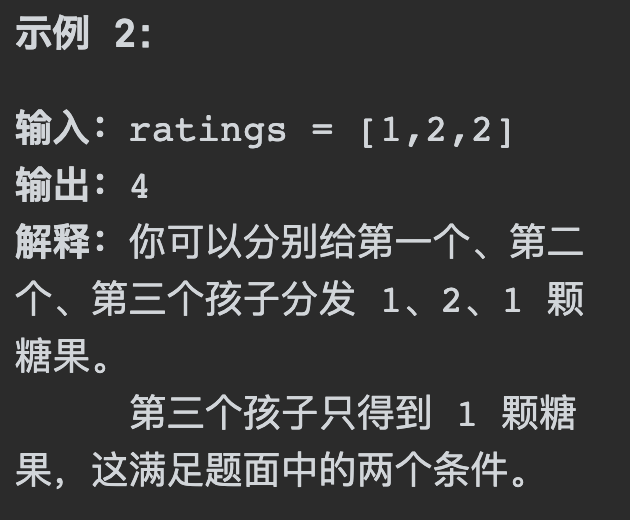 示例 2:
输入: ratings = [1,2,2]
输出: 4
解释: 你可以分别给第一个、第二
个、第三个孩子分发 1、2、1 颗
糖果。
第三个孩子只得到 1 颗糖
果，这满足题面中的两个条件。